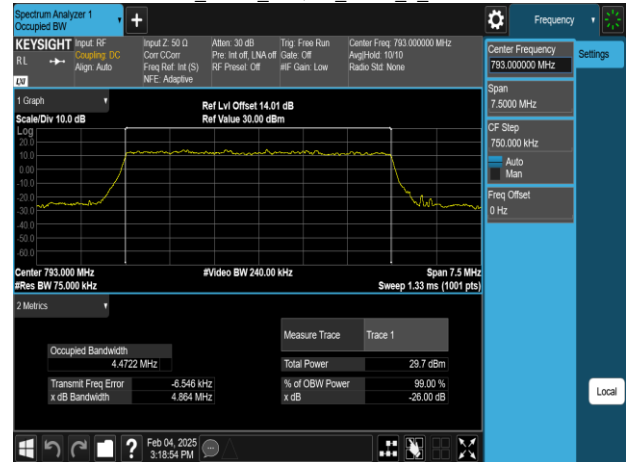 Spectrum Analyzer 1
Occupied BW
Frequency
KEYSIGHT
RL
LXI
Input: RF
Coupling: DC
Align: Auto
Input Z: 50 Ω
Corr CCorr
Freq Ref: Int (S)
NFE: Adaptive
Atten: 30 dB
Pre: Int off, LNA off
RF Presel: Off
Trig: Free Run
Gate: Off
#IF Gain: Low
Center Freq: 793.000000 MHz
Avg|Hold: 10/10
Radio Std: None
Center Frequency
793.000000 MHz
Settings
Span
7.5000 MHz
CF Step
750.000 kHz
Auto
Man
Freq Offset
0 Hz
Local
1 Graph
Scale/Div 10.0 dB
Ref Lvl Offset 14.01 dB
Ref Value 30.00 dBm
Log
20.0
10.0
0.00
-10.0
-20.0
-30.0
-40.0
-50.0
-60.0
Center 793.000 MHz
#Video BW 240.00 kHz
Span 7.5 MHz
#Res BW 75.000 kHz
Sweep 1.33 ms (1001 pts)
2 Metrics
Measure Trace
Trace 1
Occupied Bandwidth
4.4722 MHz
Total Power
29.7 dBm
Transmit Freq Error
-6.546 kHz
% of OBW Power
99.00 %
x dB Bandwidth
4.864 MHz
x dB
-26.00 dB
Feb 04, 2025
3:18:54 PM